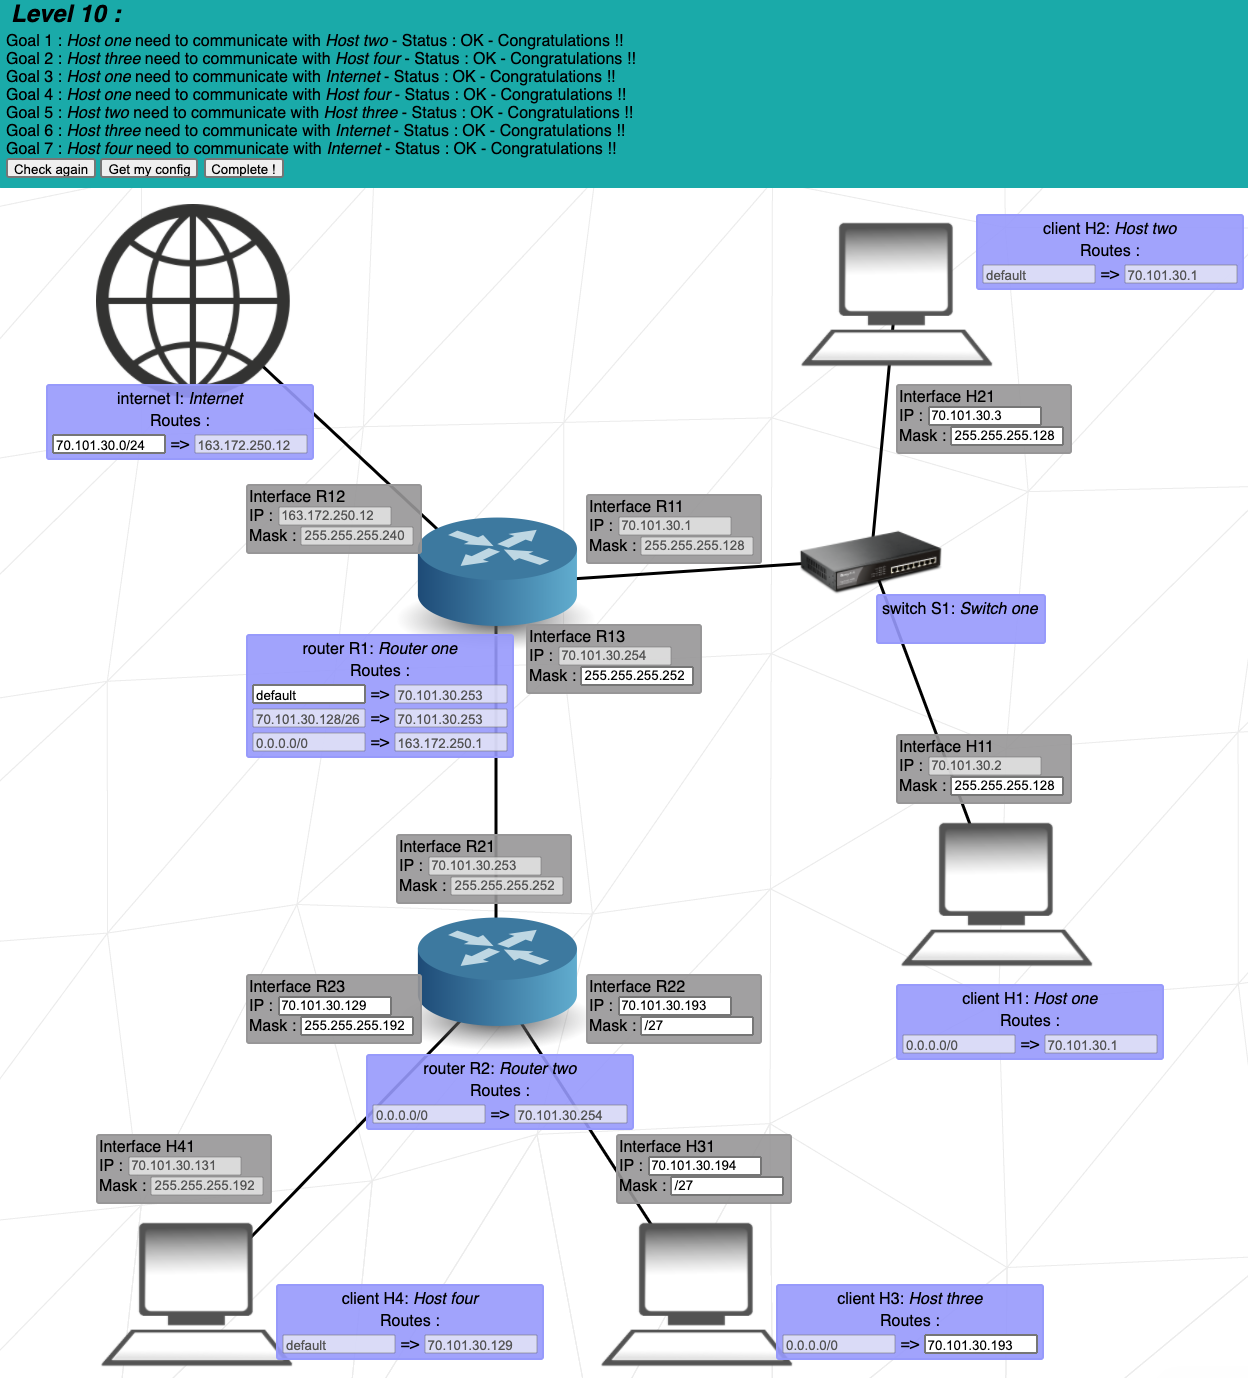 Level 10 :
Goal 1 : Host one need to communicate with Host two - Status : OK - Congratulations !!
Goal 2 : Host three need to communicate with Host four - Status : OK - Congratulations !!
Goal 3 : Host one need to communicate with Internet - Status : OK - Congratulations !!
Goal 4 : Host one need to communicate with Host four - Status : OK - Congratulations !!
Goal 5 : Host two need to communicate with Host three - Status : OK - Congratulations !!
Goal 6 : Host three need to communicate with Internet - Status : OK - Congratulations !!
Goal 7 : Host four need to communicate with Internet - Status : OK - Congratulations !!
Check again Get my config Complete !
client H2: Host two
Routes :
default => 70.101.30.1
internet I: Internet
Routes :
70.101.30.0/24 => 163.172.250.12
Interface H21
IP : 70.101.30.3
Mask : 255.255.255.128
Interface R12
IP : 163.172.250.12
Mask : 255.255.255.240
Interface R11
IP : 70.101.30.1
Mask : 255.255.255.128
switch S1: Switch one
Interface R13
IP : 70.101.30.254
Mask : 255.255.255.252
router R1: Router one
Routes :
default => 70.101.30.253
70.101.30.128/26 => 70.101.30.253
0.0.0.0/0 => 163.172.250.1
Interface H11
IP : 70.101.30.2
Mask : 255.255.255.128
Interface R21
IP : 70.101.30.253
Mask : 255.255.255.252
Interface R23
IP : 70.101.30.129
Mask : 255.255.255.192
Interface R22
IP : 70.101.30.193
Mask : /27
client H1: Host one
Routes :
0.0.0.0/0 => 70.101.30.1
router R2: Router two
Routes :
0.0.0.0/0 => 70.101.30.254
Interface H41
IP : 70.101.30.131
Mask : 255.255.255.192
Interface H31
IP : 70.101.30.194
Mask : /27
client H4: Host four
Routes :
default => 70.101.30.129
client H3: Host three
Routes :
0.0.0.0/0 => 70.101.30.193